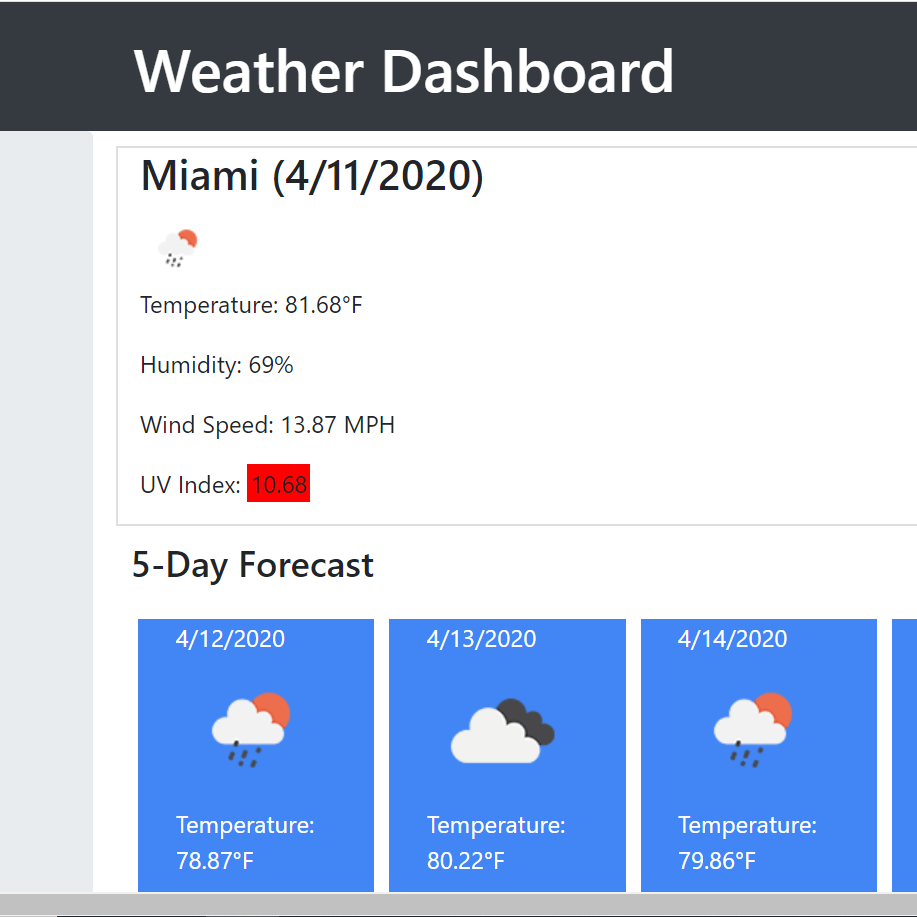 Weather Dashboard
Miami (4/11/2020)
Temperature: 81.68°F
Humidity: 69%
Wind Speed: 13.87 MPH
UV Index: 10.68
5-Day Forecast
4/12/2020
Temperature:
78.87°F
4/13/2020
Temperature:
80.22°F
4/14/2020
Temperature:
79.86°F